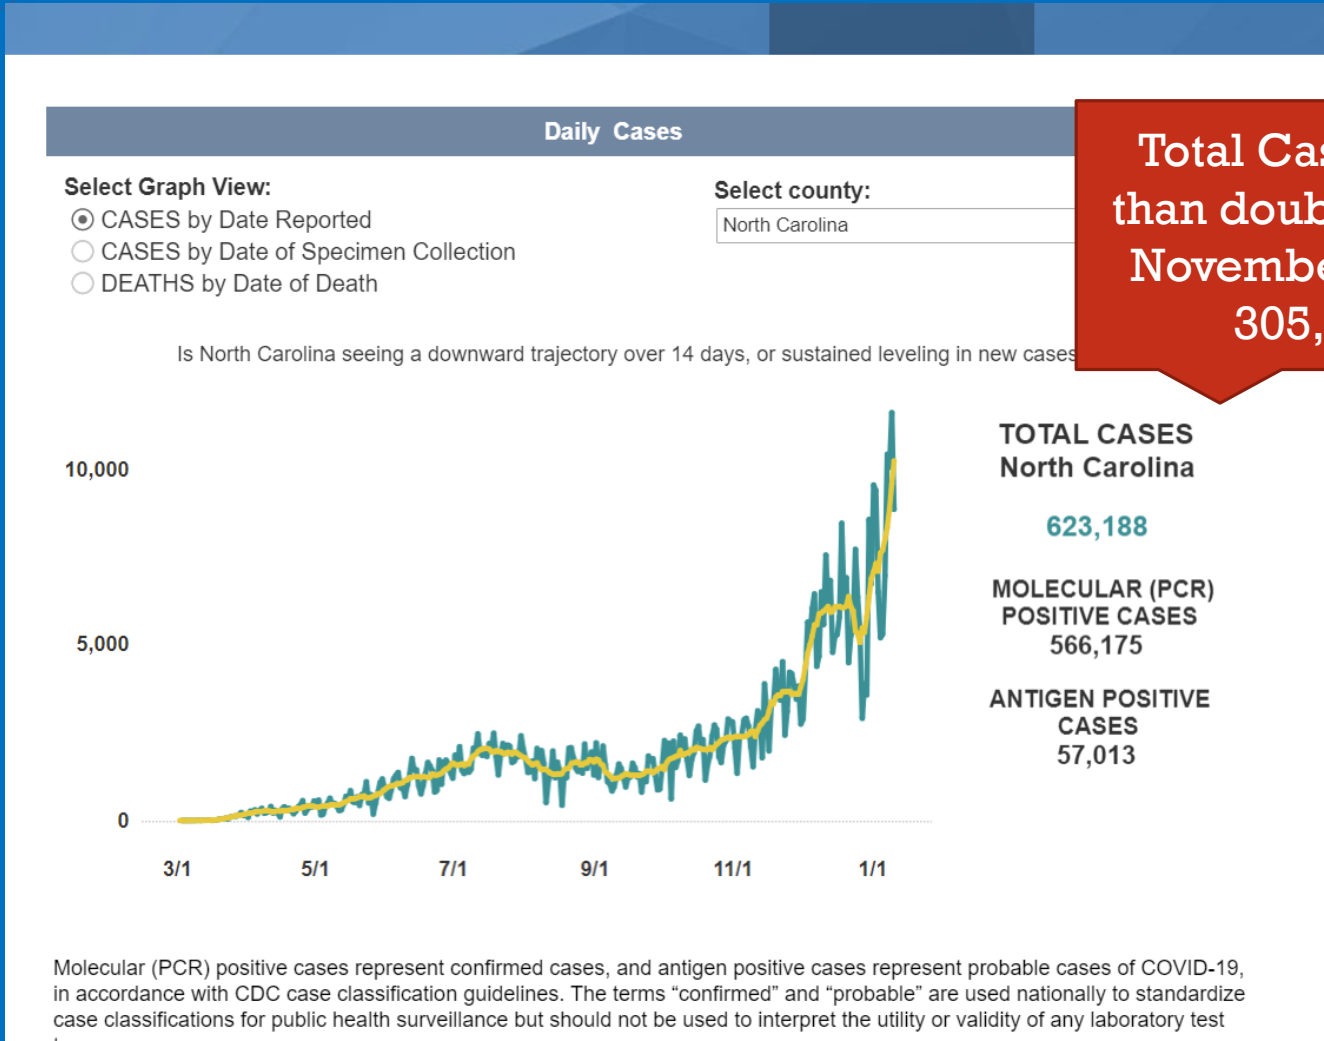 Daily Cases
Select Graph View:
CASES by Date Reported
CASES by Date of Specimen Collection
DEATHS by Date of Death
Select county:
North Carolina
Total
than
305,
Is North Carolina seeing a downward trajectory over 14 days, or sustained leveling in new cases
10,000
5,000
0
3/1
5/1
7/1
9/1
11/1
1/1
TOTAL CASES
North Carolina
623,188
MOLECULAR (PCR)
POSITIVE CASES
566,175
ANTIGEN POSITIVE
CASES
57,013
Molecular (PCR) positive cases represent confirmed cases, and antigen positive cases represent probable cases of COVID-19,
in accordance with CDC case classification guidelines. The terms “confirmed” and “probable” are used nationally to standardize
case classifications for public health surveillance but should not be used to interpret the utility or validity of any laboratory test